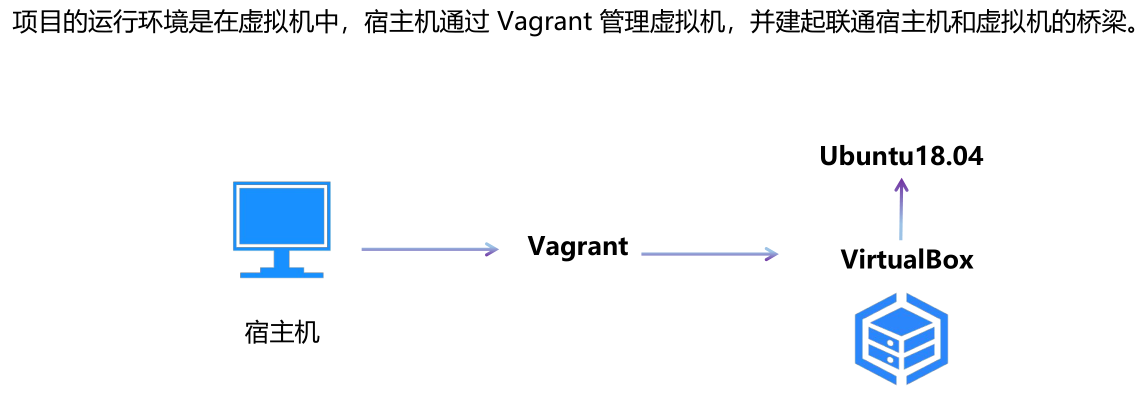 项目的运行环境是在虚拟机中，宿主机通过 Vagrant 管理虚拟机，并建起联通宿主机和虚拟机的桥梁。
Ubuntu18.04
Vagrant
VirtualBox
宿主机